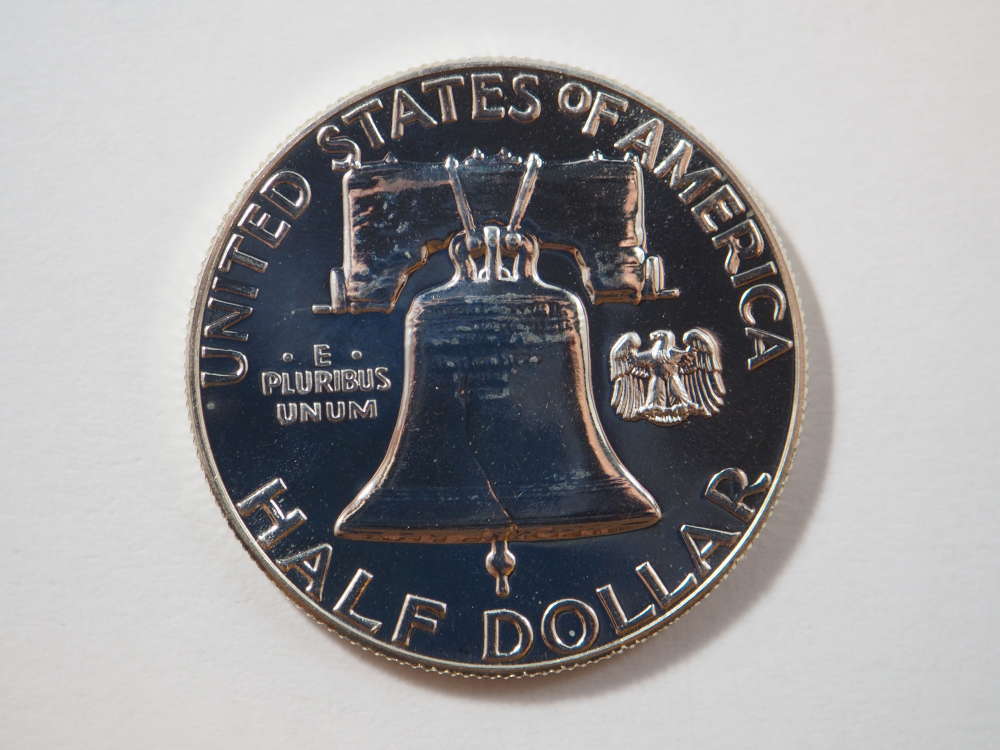 UNITED STATES OF AMERICA
· E ·
PLURIBUS
UNUM
HALF DOLLAR